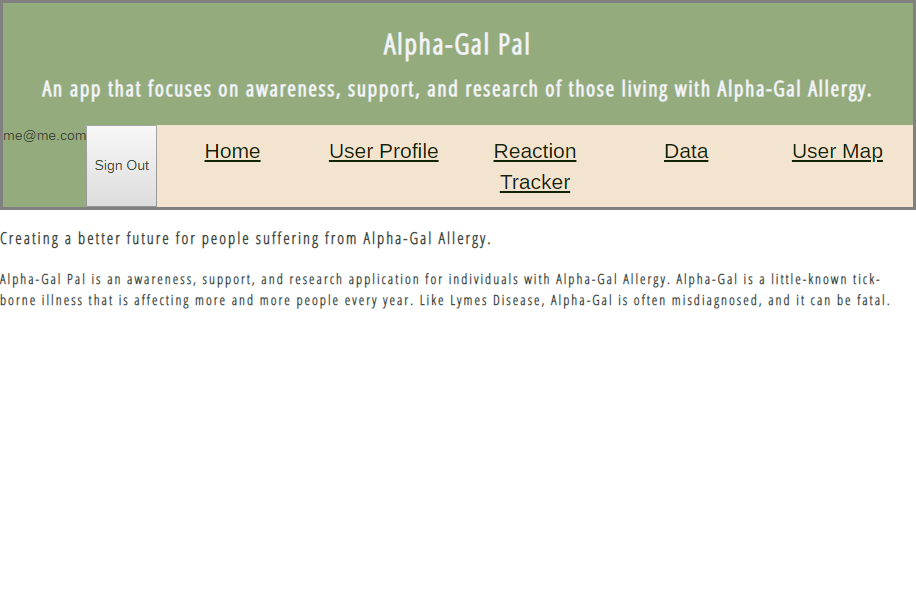 Alpha-Gal Pal
An app that focuses on awareness, support, and research of those living with Alpha-Gal Allergy.
me@me.com Sign Out Home User Profile Reaction Tracker Data User Map
Creating a better future for people suffering from Alpha-Gal Allergy.
Alpha-Gal Pal is an awareness, support, and research application for individuals with Alpha-Gal Allergy. Alpha-Gal is a little-known tick-
borne illness that is affecting more and more people every year. Like Lymes Disease, Alpha-Gal is often misdiagnosed, and it can be fatal.